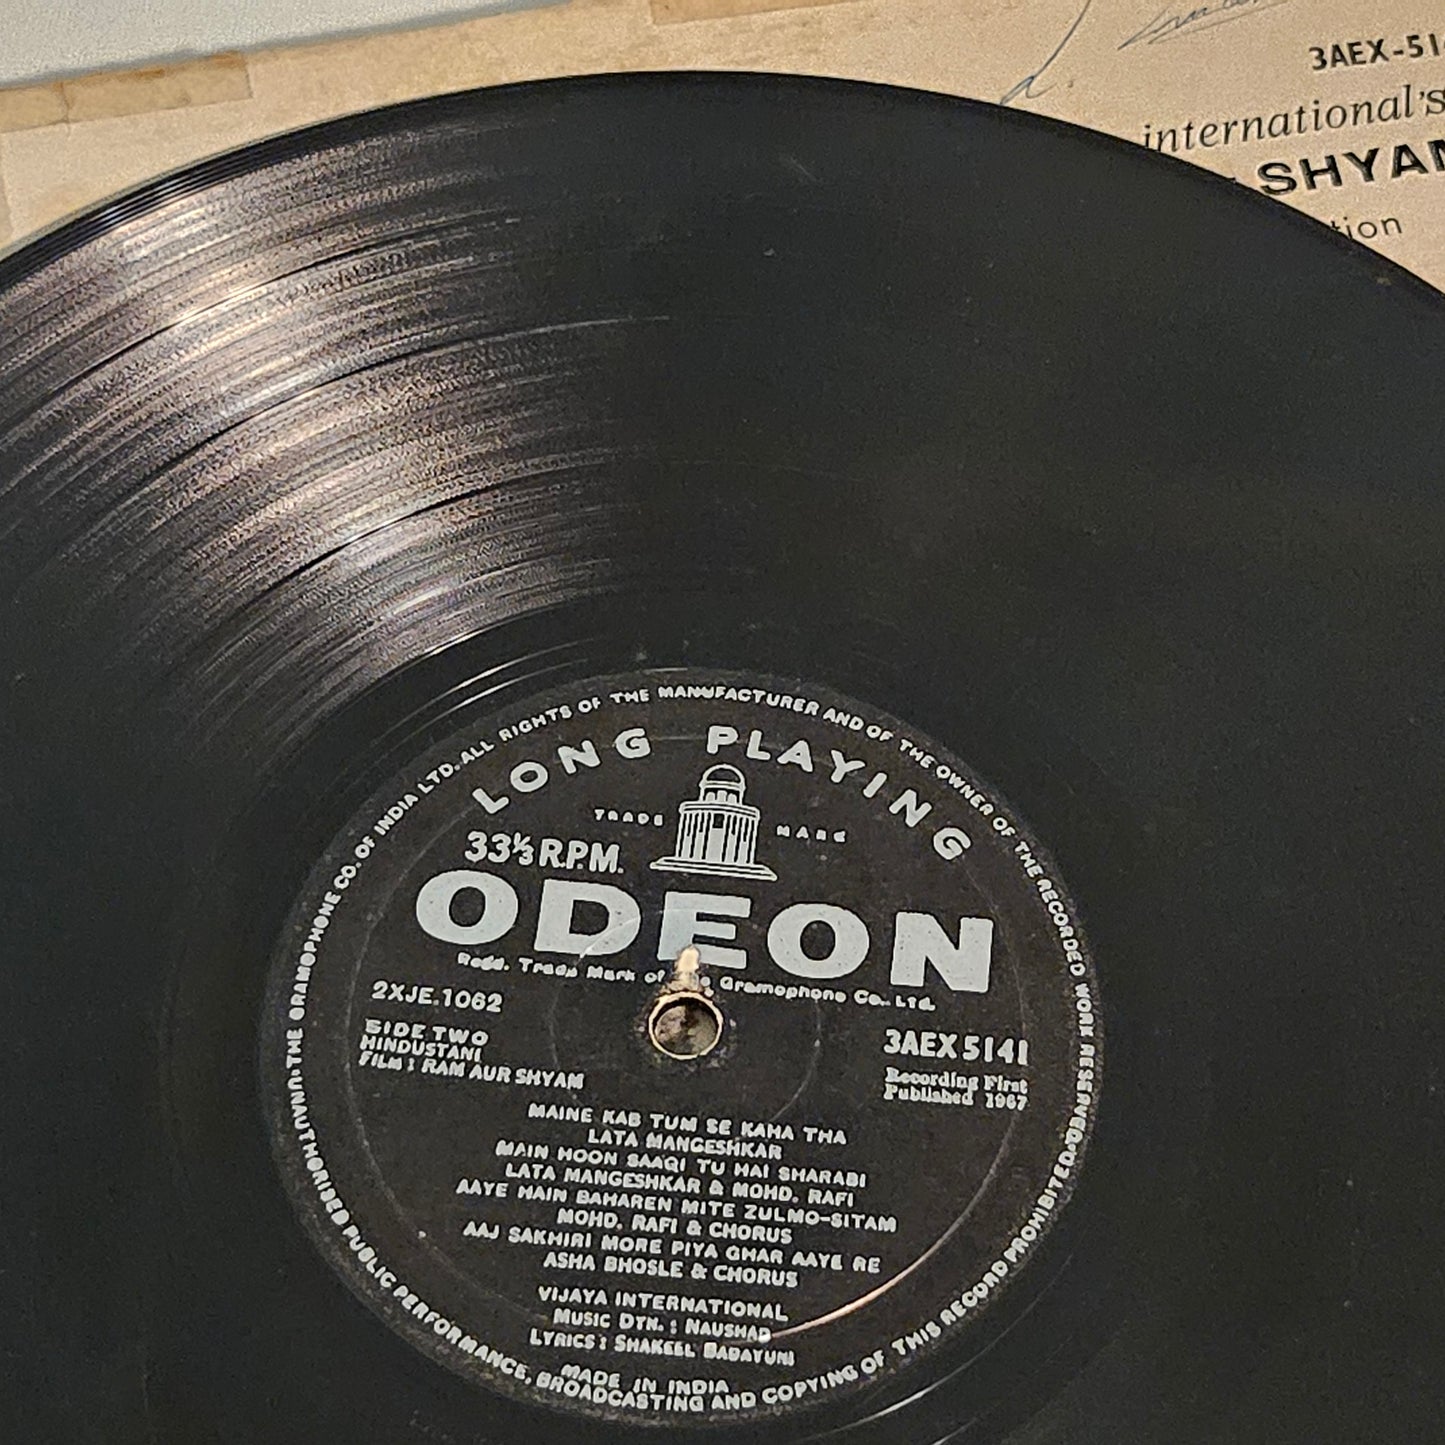 3AEX-51
international's
SHYAM
tion
THE GRAMOPHONE CO. OF INDIA LTD. ALL RIGHTS OF THE MANUFACTURER AND OF THE OWNER OF THE RECORDED WORK RESERVED.
UNAUTHORISED PUBLIC PERFORMANCE, BROADCASTING AND COPYING OF THIS RECORD PROHIBITED.
LONG PLAYING
TRADE MARK
33⅓ R.P.M.
ODEON
Regd. Trade Mark of Gramophone Co., Ltd.
2XJE.1062
SIDE TWO
HINDUSTANI
FILM : RAM AUR SHYAM
3AEX 5141
Recording First
Published 1967
MAINE KAB TUM SE KAHA THA
LATA MANGESHKAR
MAIN HOON SAAQI TU HAI SHARABI
LATA MANGESHKAR & MOHD. RAFI
AAYE HAIN BAHAREN MITE ZULMO-SITAM
MOHD. RAFI & CHORUS
AAJ SAKHIRI MORE PIYA GHAR AAYE RE
ASHA BHOSLE & CHORUS
VIJAYA INTERNATIONAL
MUSIC DTN. : NAUSHAD
LYRICS : SHAKEEL BADAYUNI
MADE IN INDIA